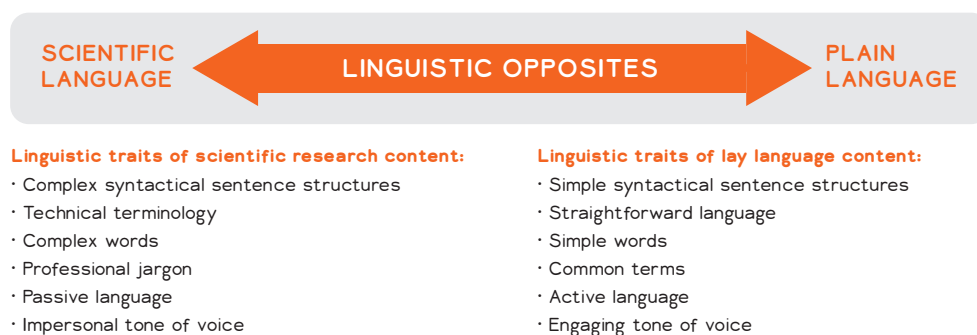 SCIENTIFIC
LANGUAGE
LINGUISTIC OPPOSITES
PLAIN
LANGUAGE
Linguistic traits of scientific research content:
· Complex syntactical sentence structures
· Technical terminology
· Complex words
· Professional jargon
· Passive language
· Impersonal tone of voice
Linguistic traits of lay language content:
· Simple syntactical sentence structures
· Straightforward language
· Simple words
· Common terms
· Active language
· Engaging tone of voice